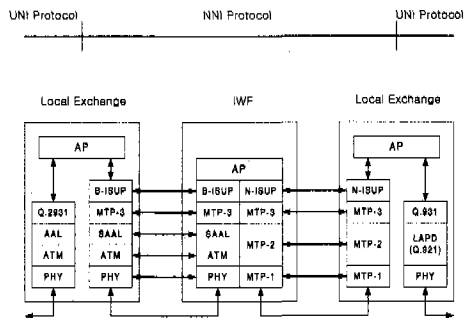 UNI Protocol NNI Protocol UNI Protocol
Local Exchange IWF Local Exchange
AP AP AP
B-ISUP B-ISUP N-ISUP N-ISUP
Q.2931 MTP-3 MTP-3 MTP-3 MTP-3 Q.931
AAL SAAL SAAL MTP-2 MTP-2 LAPD
ATM ATM ATM (Q.921)
PHY PHY PHY MTP-1 MTP-1 PHY